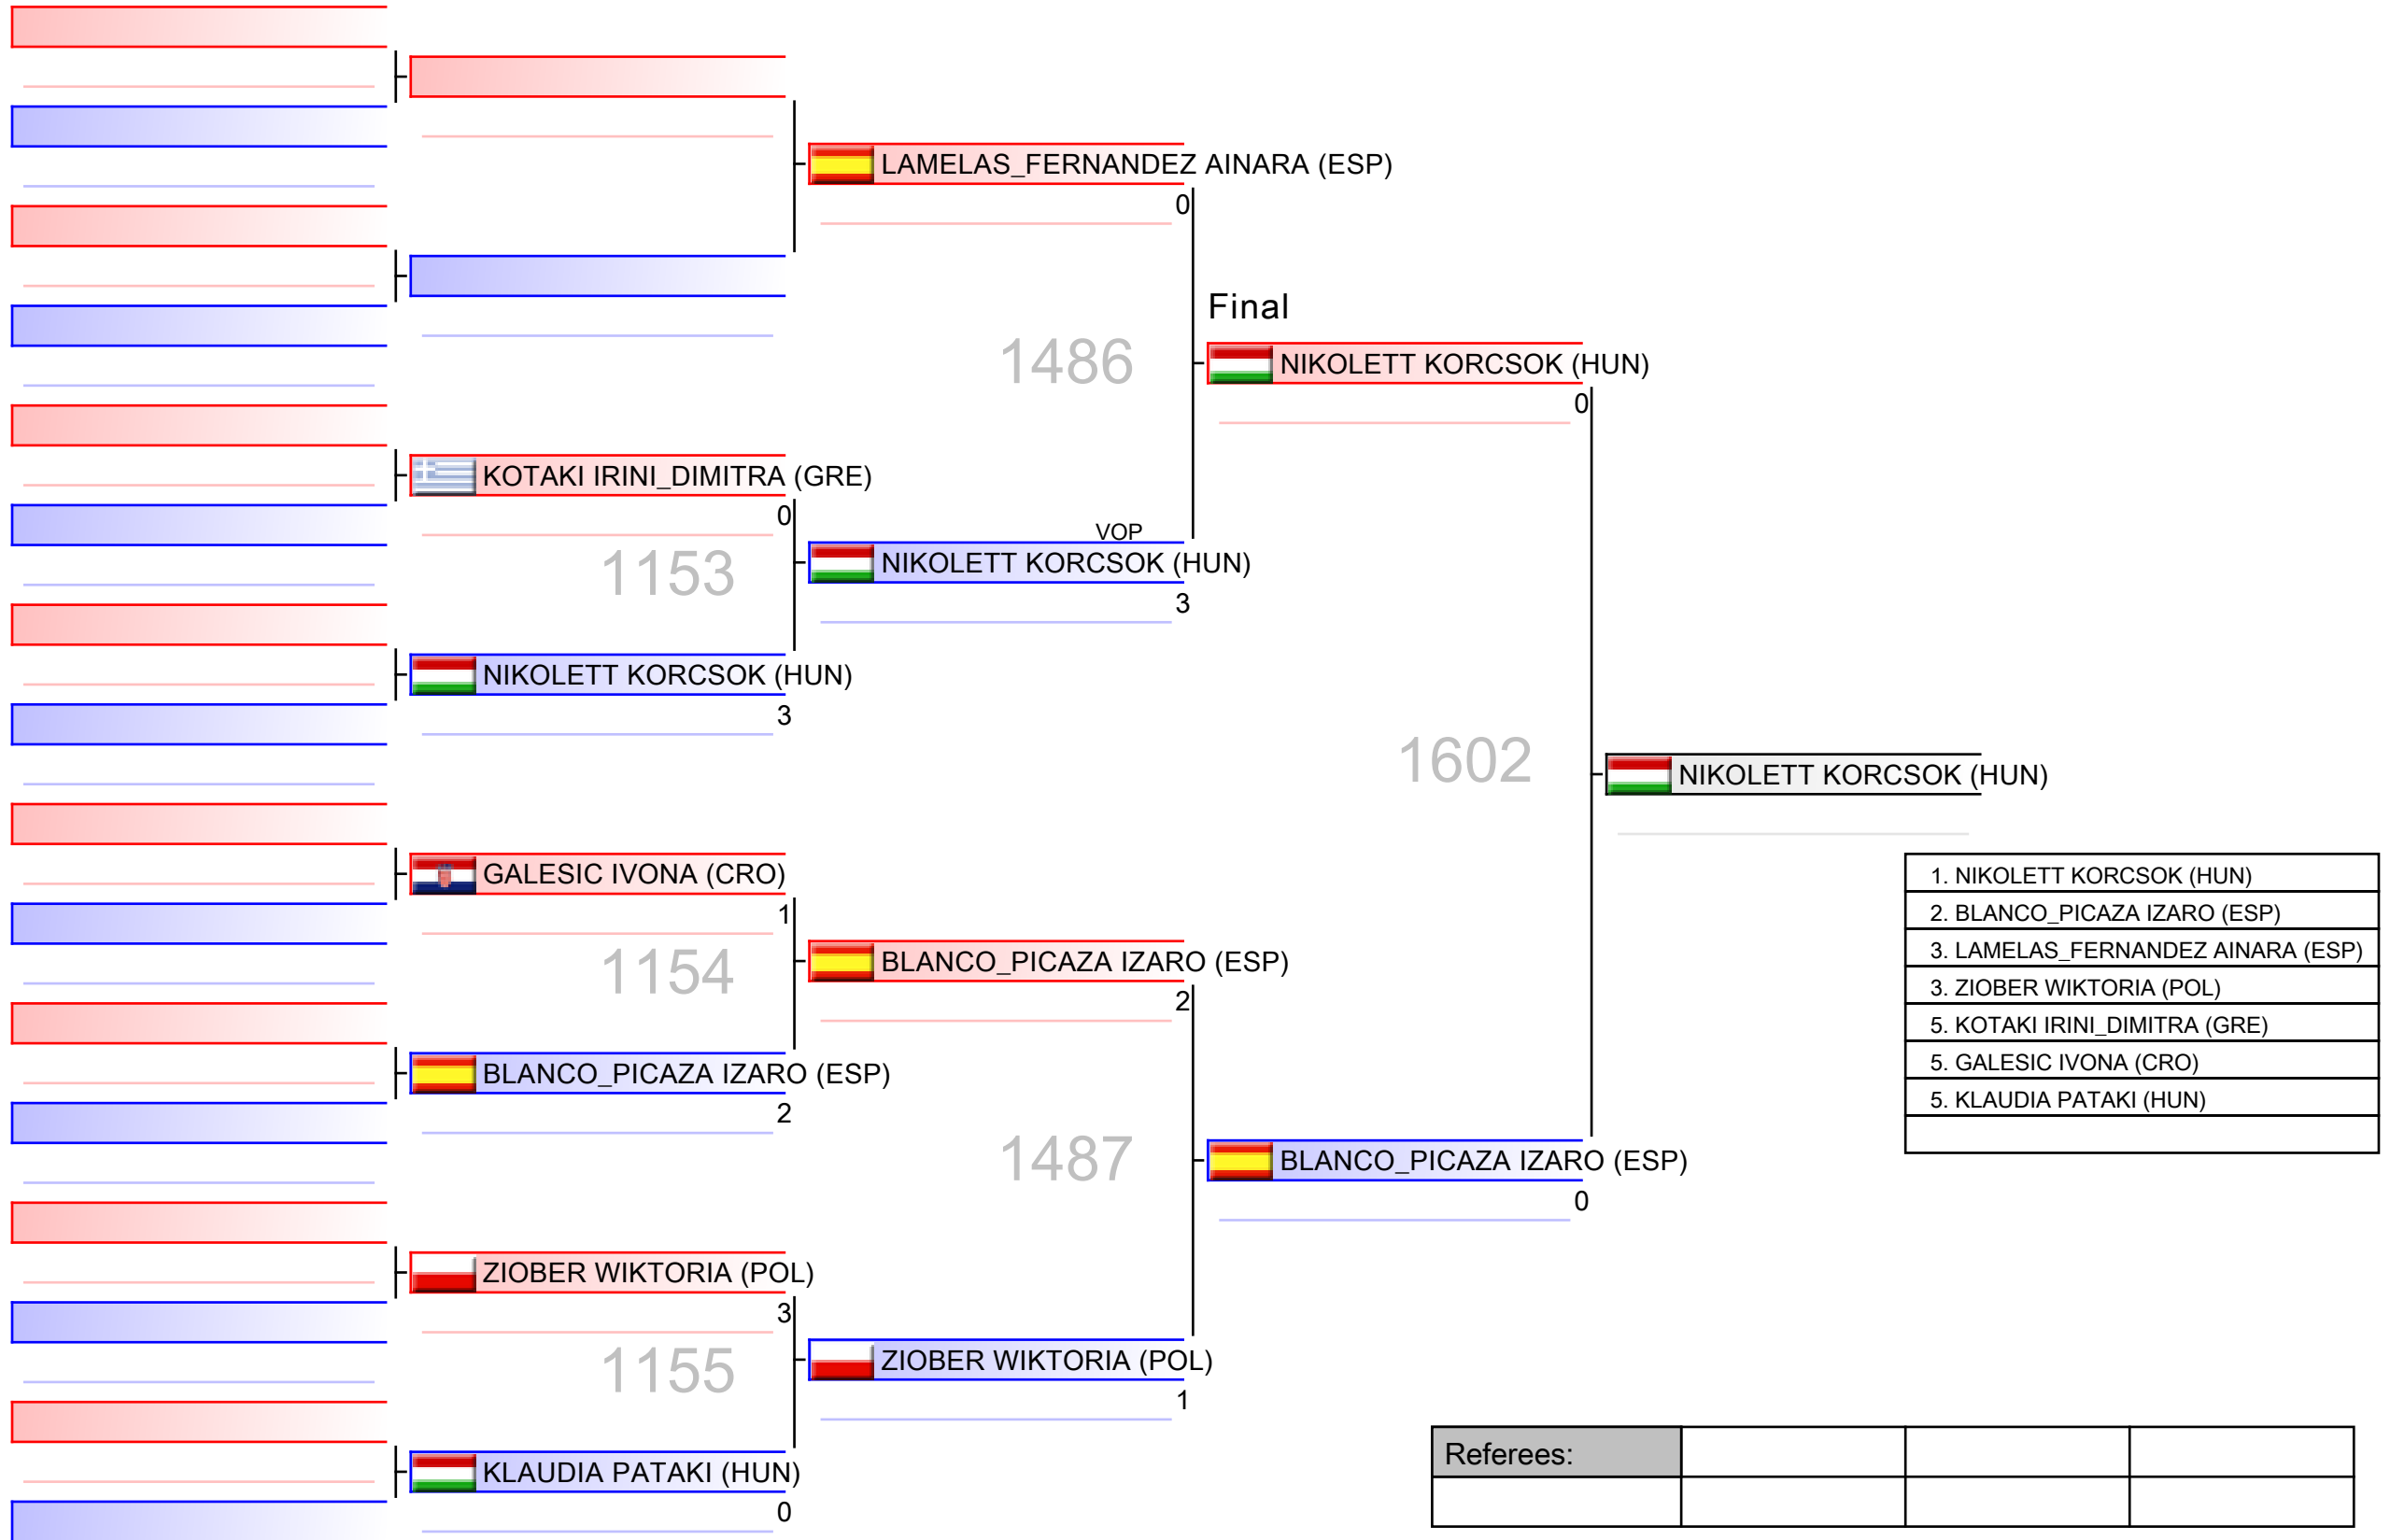 LAMELAS_FERNANDEZ AINARA (ESP)
0
Final
1486
NIKOLETT KORCSOK (HUN)
0
KOTAKI IRINI_DIMITRA (GRE)
0
VOP
1153
NIKOLETT KORCSOK (HUN)
3
NIKOLETT KORCSOK (HUN)
3
1602
NIKOLETT KORCSOK (HUN)
GALESIC IVONA (CRO)
1
1154
BLANCO_PICAZA IZARO (ESP)
2
BLANCO_PICAZA IZARO (ESP)
2
1487
BLANCO_PICAZA IZARO (ESP)
0
ZIOBER WIKTORIA (POL)
3
1155
ZIOBER WIKTORIA (POL)
1
KLAUDIA PATAKI (HUN)
0
1. NIKOLETT KORCSOK (HUN)
2. BLANCO_PICAZA IZARO (ESP)
3. LAMELAS_FERNANDEZ AINARA (ESP)
3. ZIOBER WIKTORIA (POL)
5. KOTAKI IRINI_DIMITRA (GRE)
5. GALESIC IVONA (CRO)
5. KLAUDIA PATAKI (HUN)
Referees: